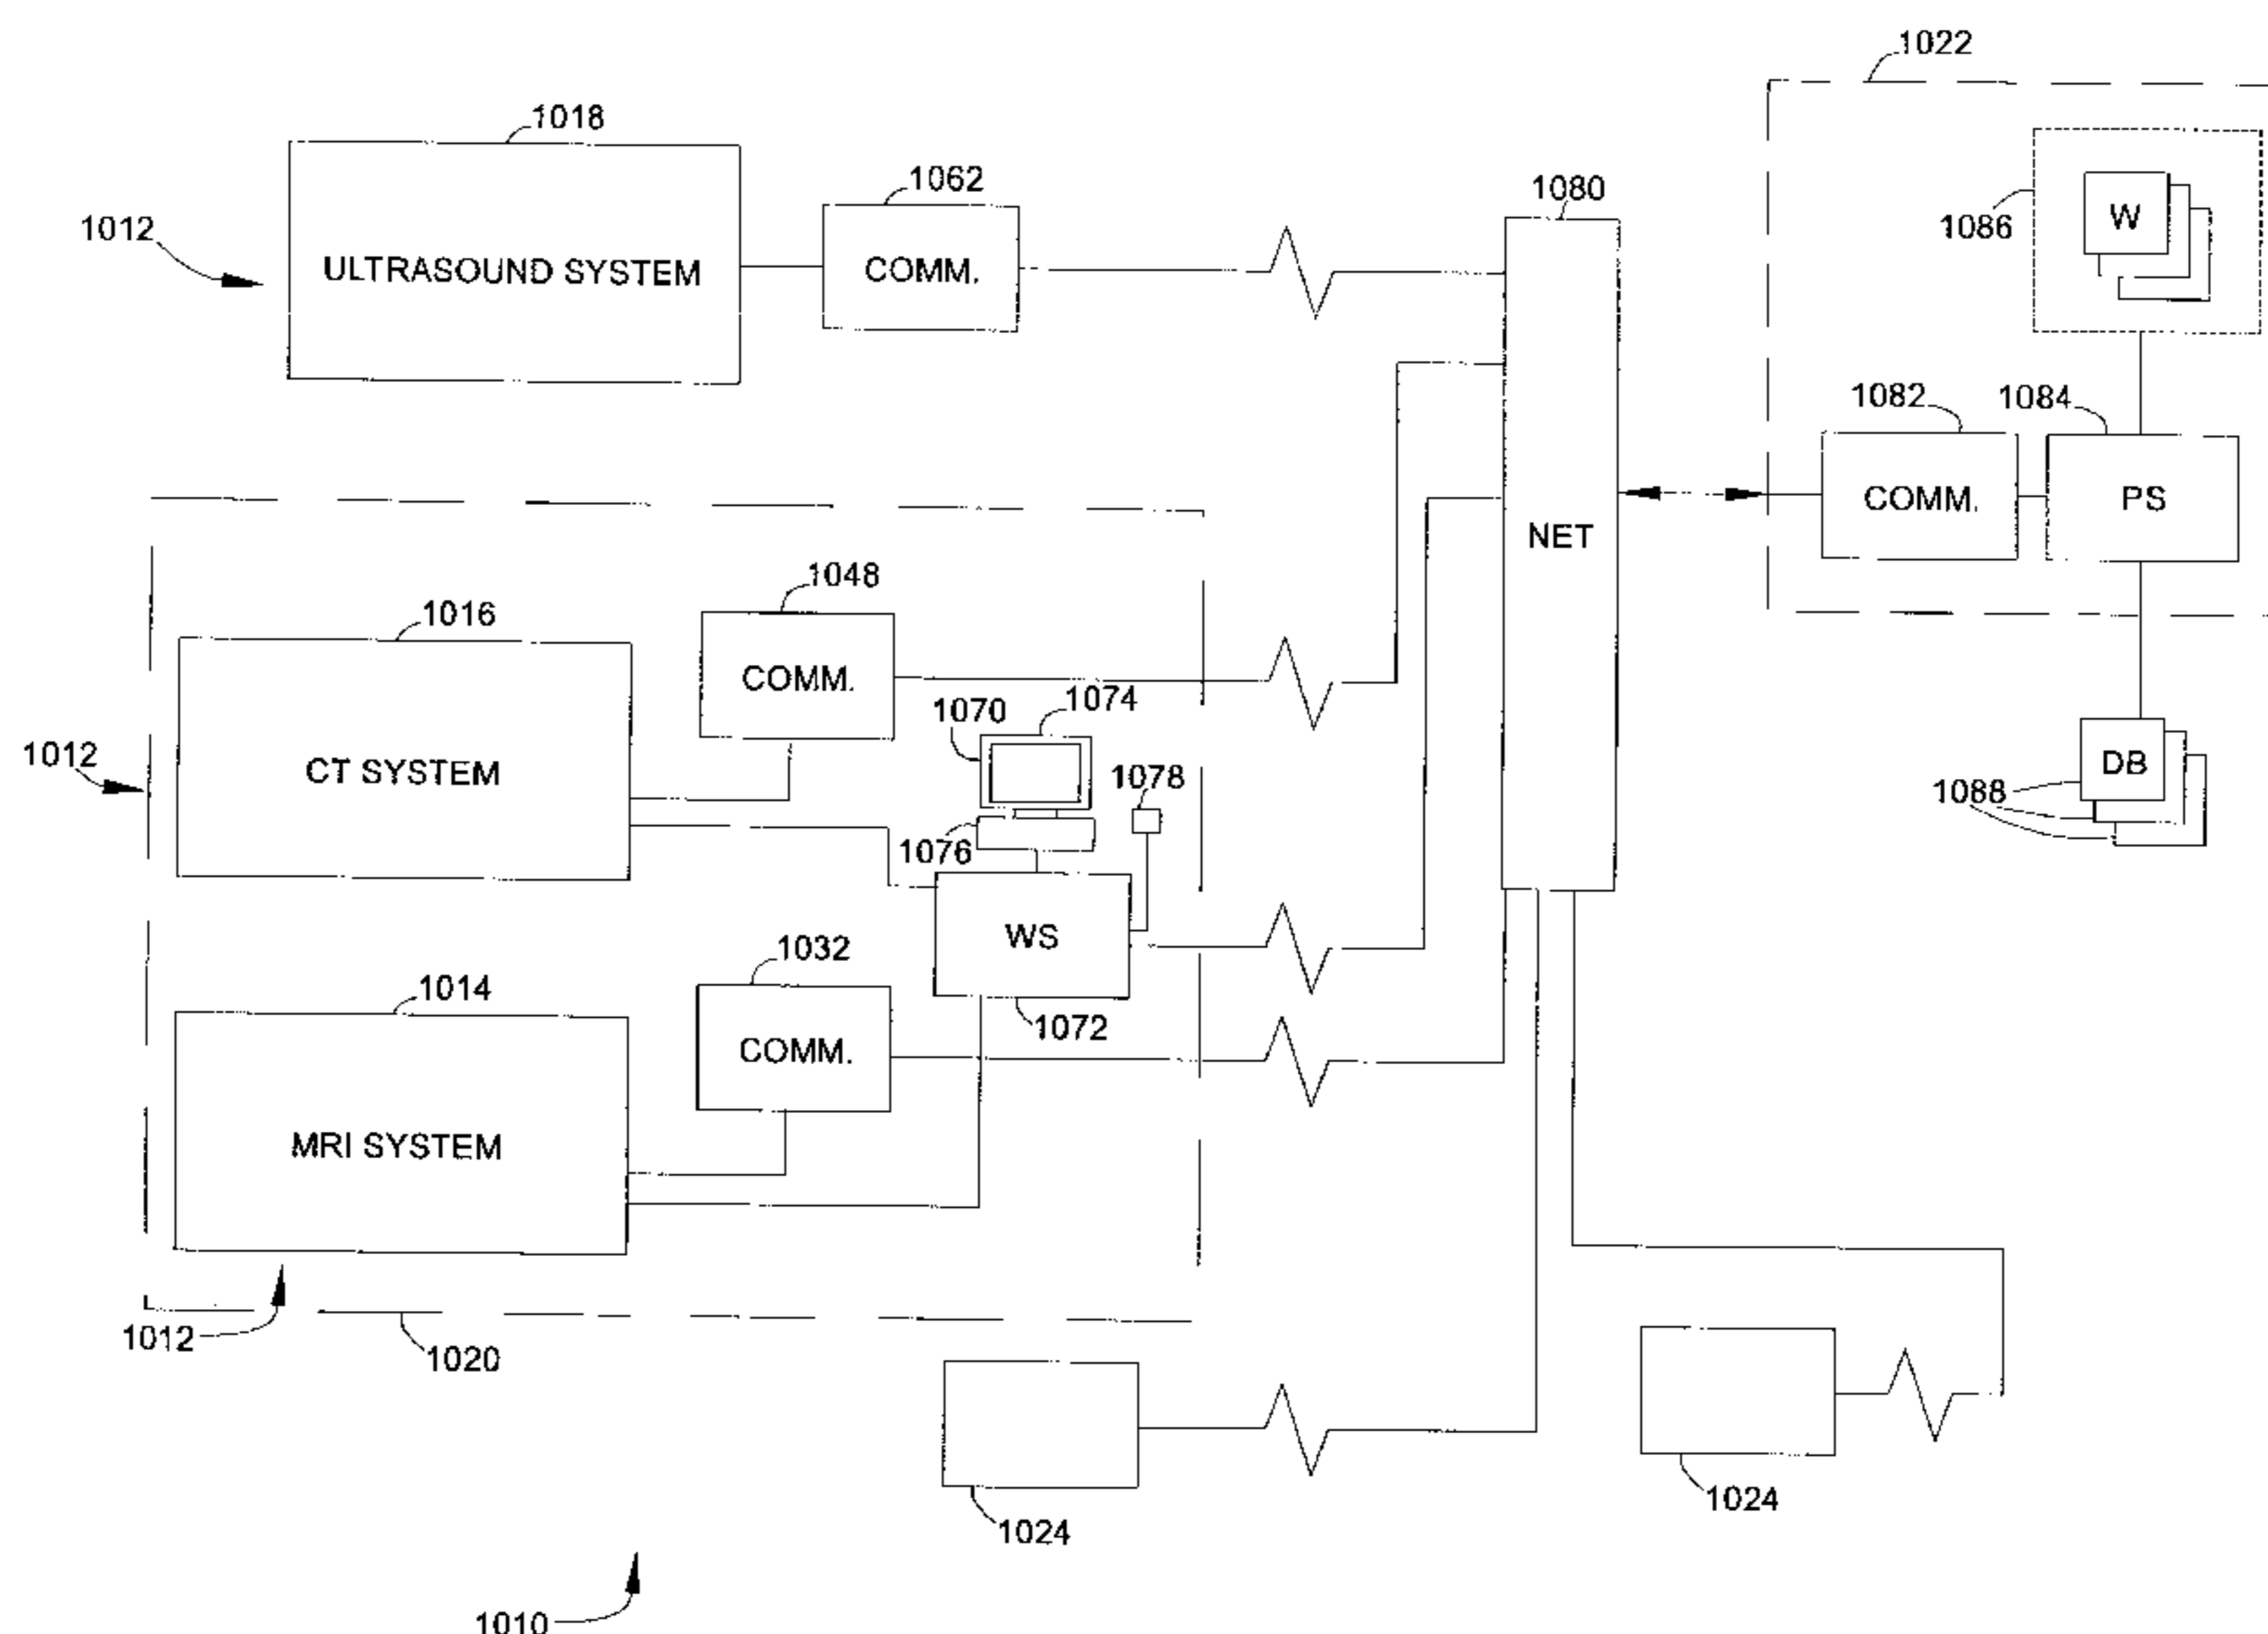 1022
1018
1062
1080
1012
1086
W
ULTRASOUND SYSTEM
COMM.
1082
1084
COMM.
PS
NET
1048
1016
COMM.
1070
1074
1012
CT SYSTEM
1078
DB
1088
1076
WS
1032
1014
1072
COMM.
MRI SYSTEM
1012
1020
1024
1024
1010